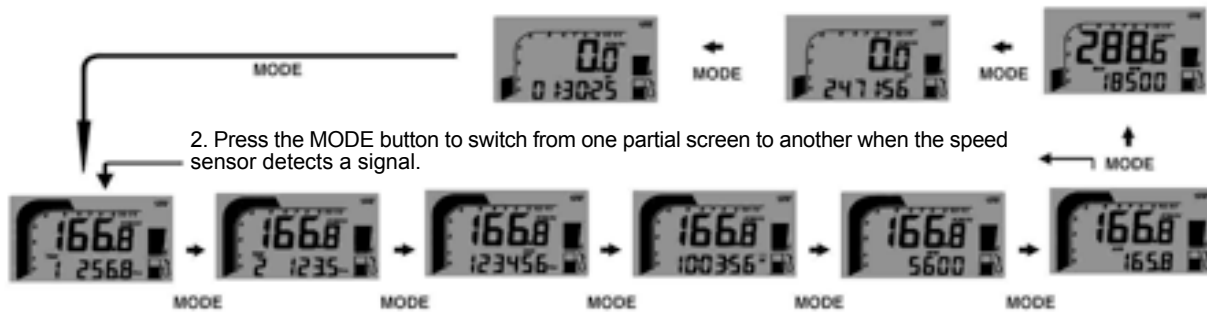 0.0
013025
MODE
0.0
247156
MODE
288.6
18500
MODE
2. Press the MODE button to switch from one partial screen to another when the speed
sensor detects a signal.
MODE
166.8
1 256.8
166.8
2 123.5
166.8
123456
166.8
100356
166.8
5600
166.8
165.8
MODE
MODE
MODE
MODE
MODE